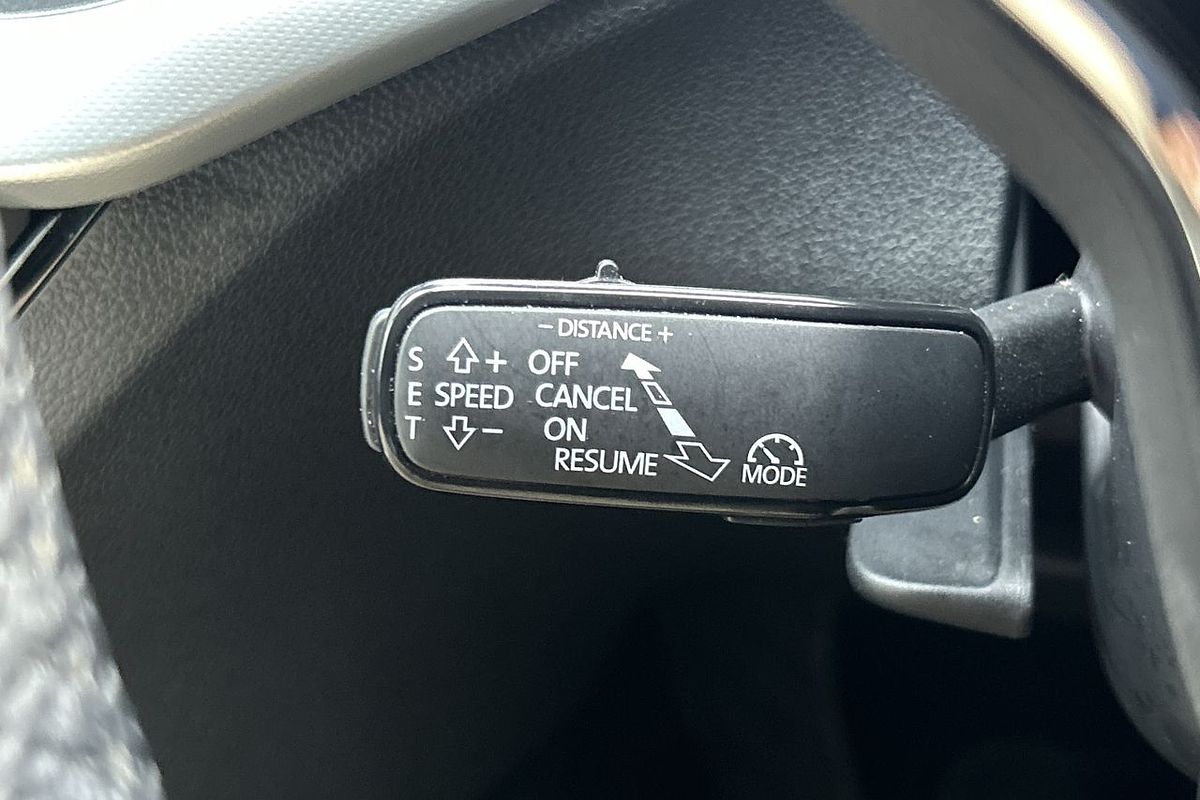 − DISTANCE +
S + OFF
E SPEED CANCEL
T − ON
RESUME
MODE